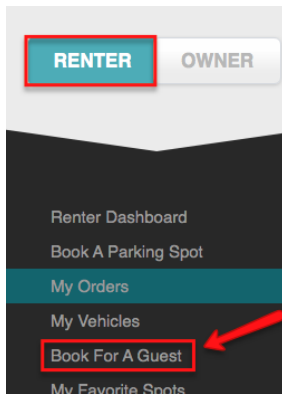 RENTER OWNER
Renter Dashboard
Book A Parking Spot
My Orders
My Vehicles
Book For A Guest
My Favorite Spots